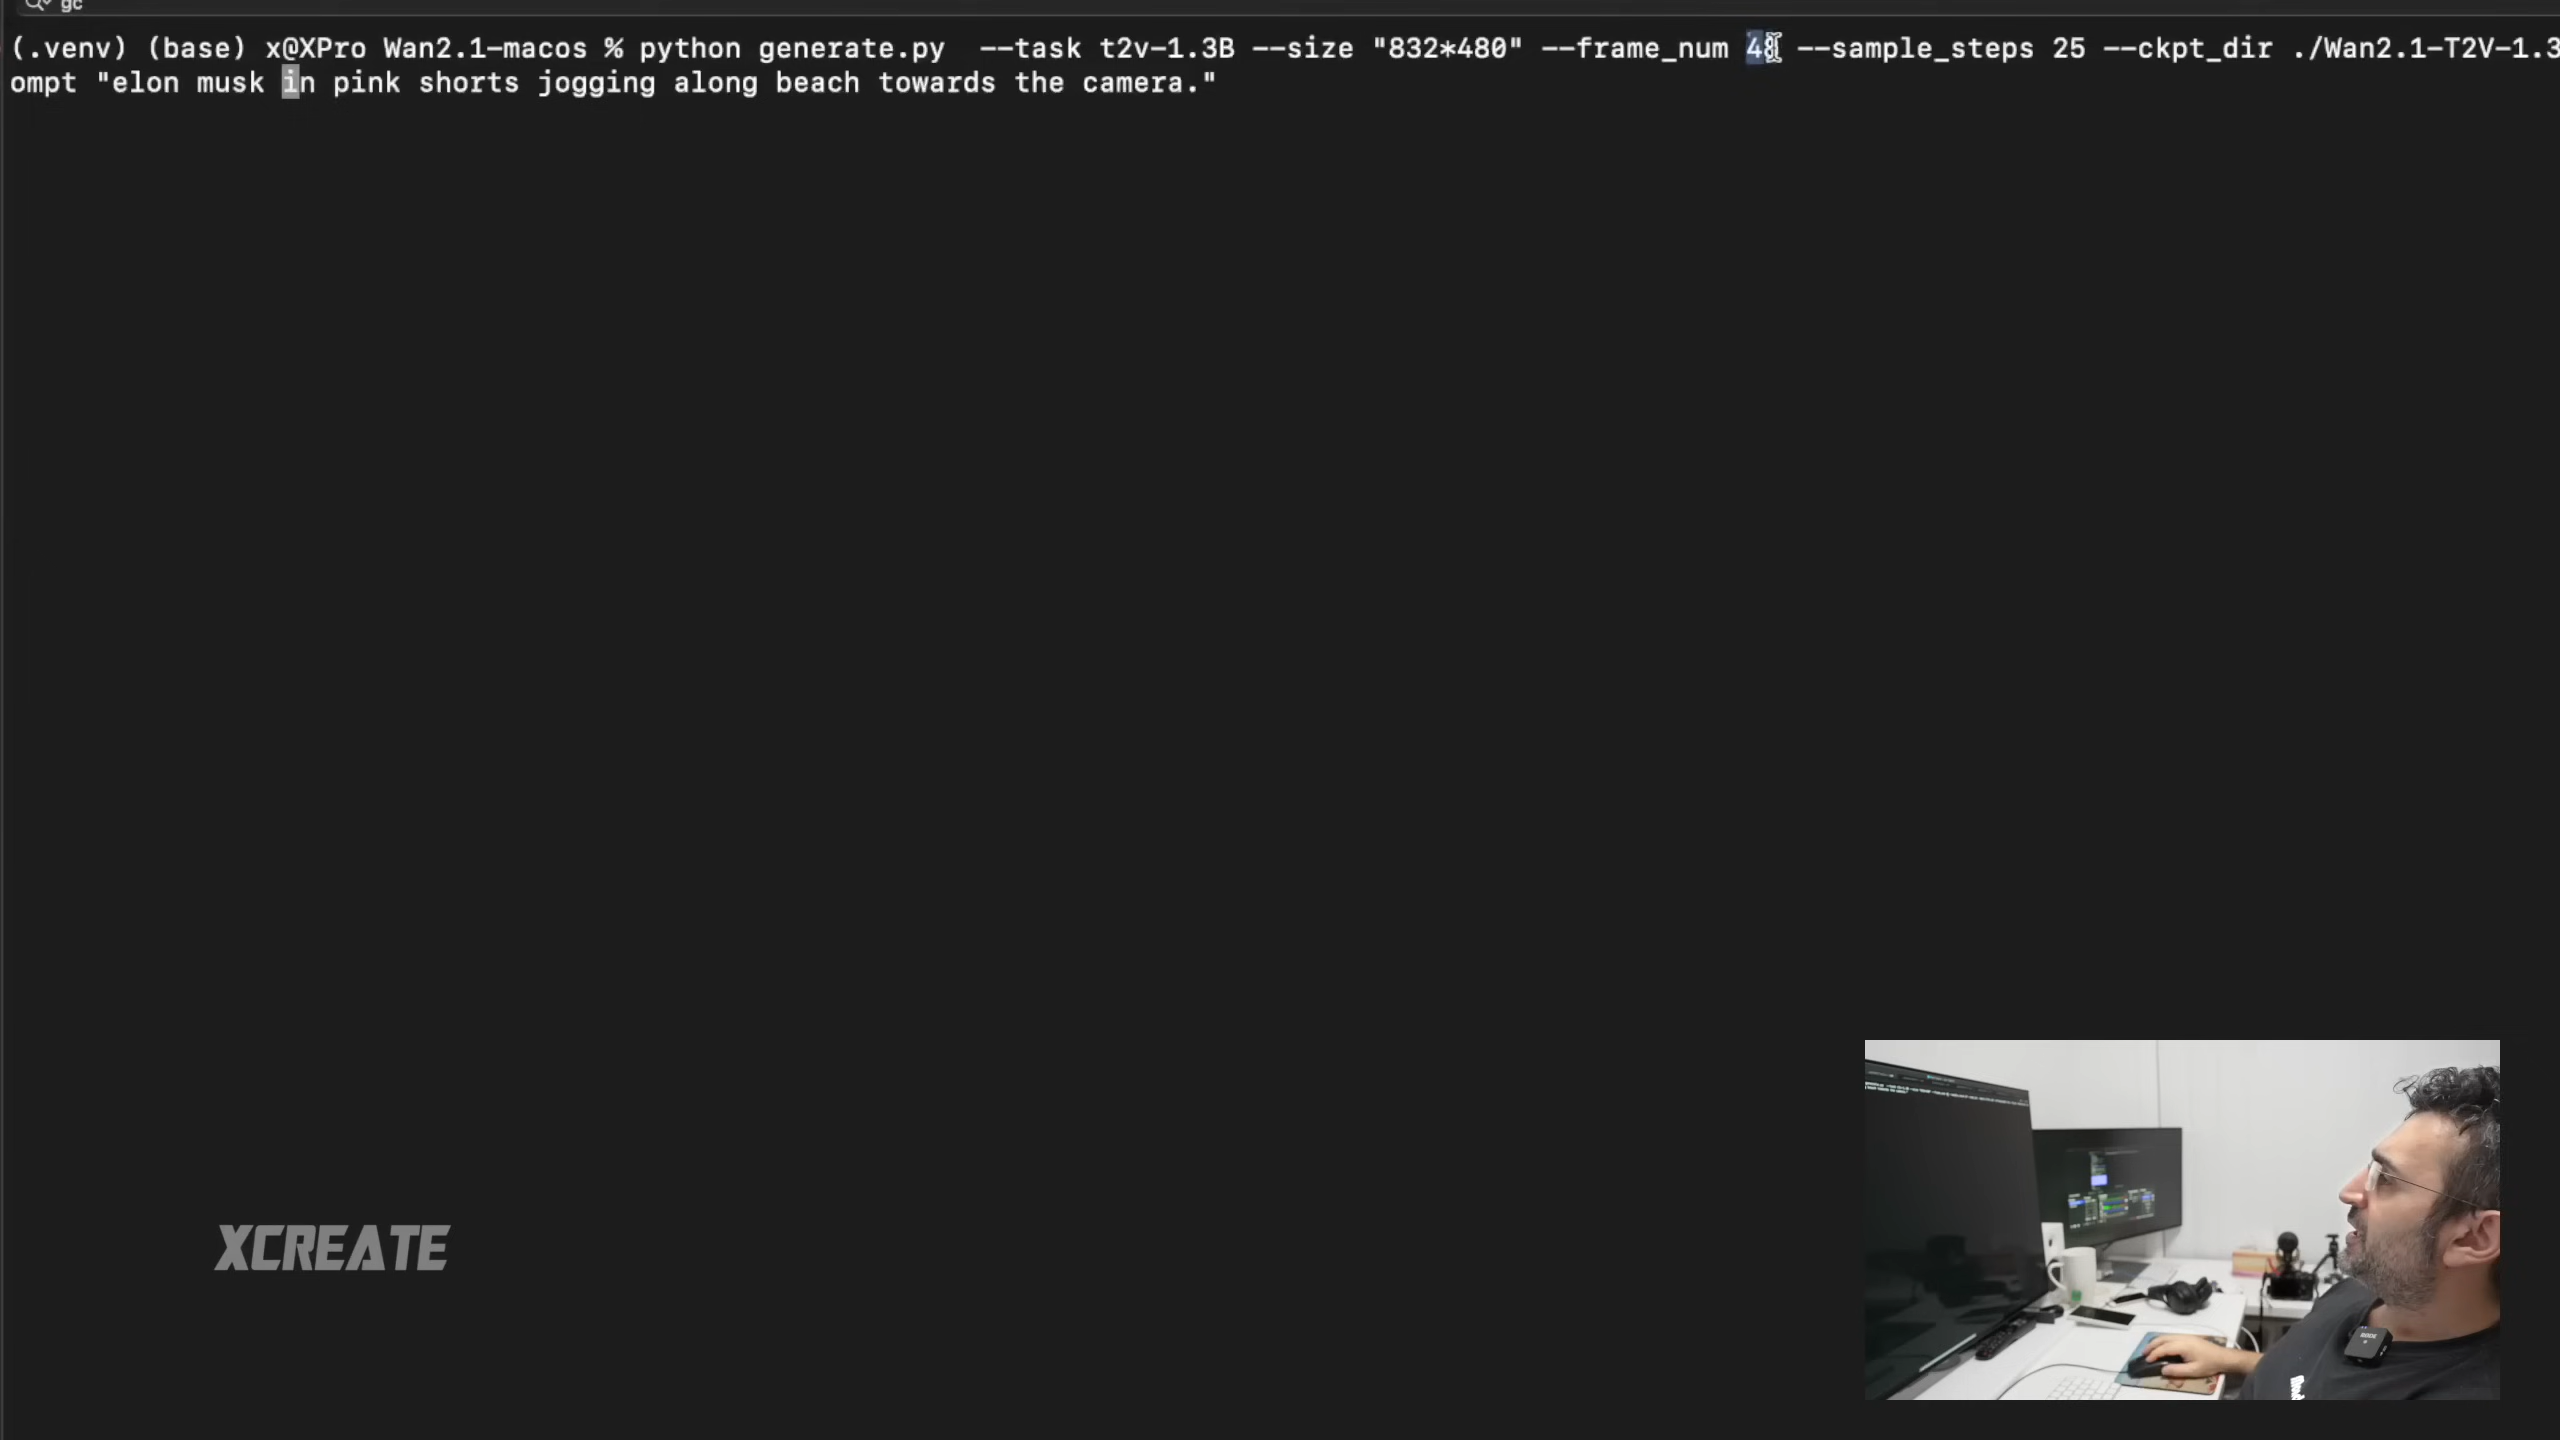 gc
(.venv) (base) x@XPro Wan2.1-macos % python generate.py  --task t2v-1.3B --size "832*480" --frame_num 48 --sample_steps 25 --ckpt_dir ./Wan2.1-T2V-1.3
ompt "elon musk in pink shorts jogging along beach towards the camera."
XCREATE
RODE